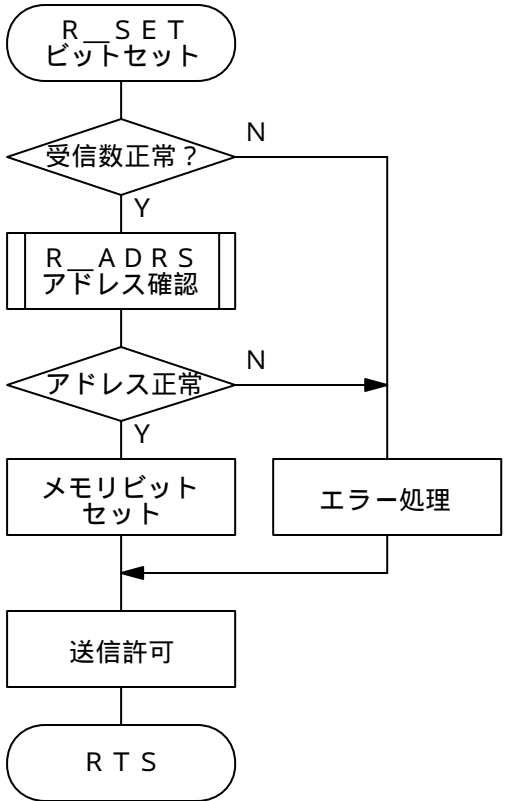 R＿SET
ビットセット
N
受信数正常？
Y
R＿ADRS
アドレス確認
N
アドレス正常
Y
メモリビット
セット
エラー処理
送信許可
RTS